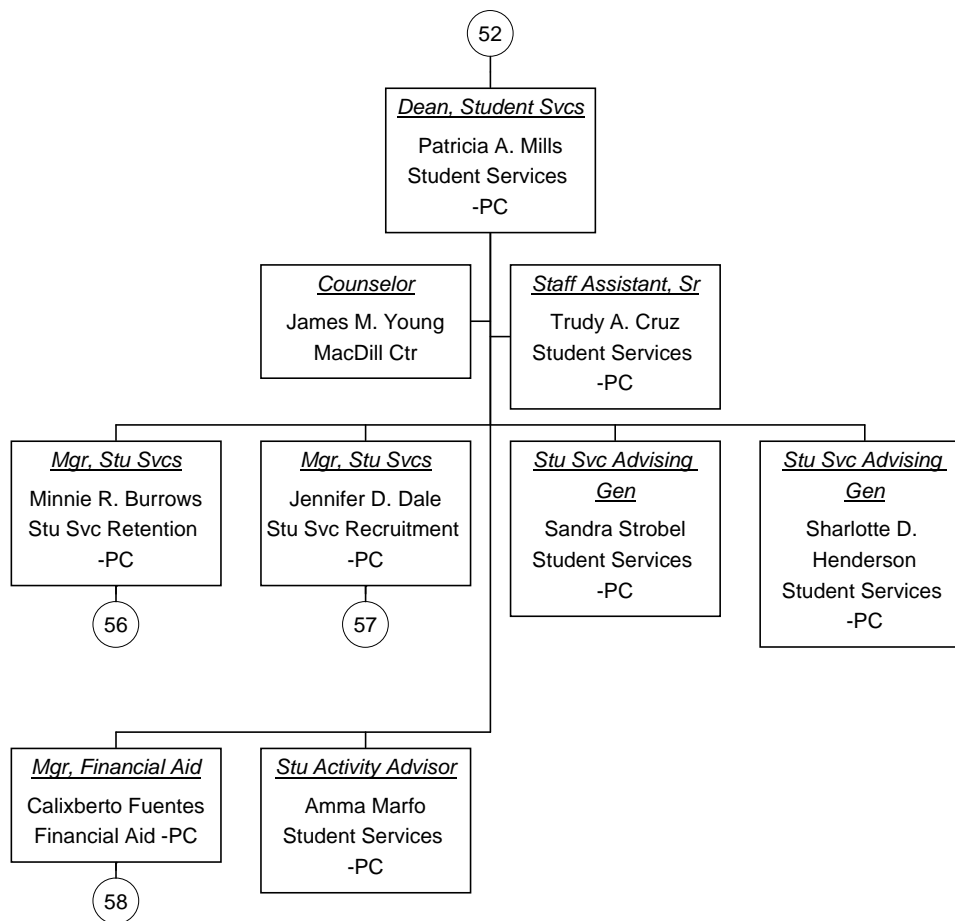 52
Dean, Student Svcs
Patricia A. Mills
Student Services
-PC
Counselor
James M. Young
MacDill Ctr
Staff Assistant, Sr
Trudy A. Cruz
Student Services
-PC
Mgr, Stu Svcs
Minnie R. Burrows
Stu Svc Retention
-PC
56
Mgr, Stu Svcs
Jennifer D. Dale
Stu Svc Recruitment
-PC
57
Stu Svc Advising
Gen
Sandra Strobel
Student Services
-PC
Stu Svc Advising
Gen
Sharlotte D.
Henderson
Student Services
-PC
Mgr, Financial Aid
Calixberto Fuentes
Financial Aid -PC
58
Stu Activity Advisor
Amma Marfo
Student Services
-PC